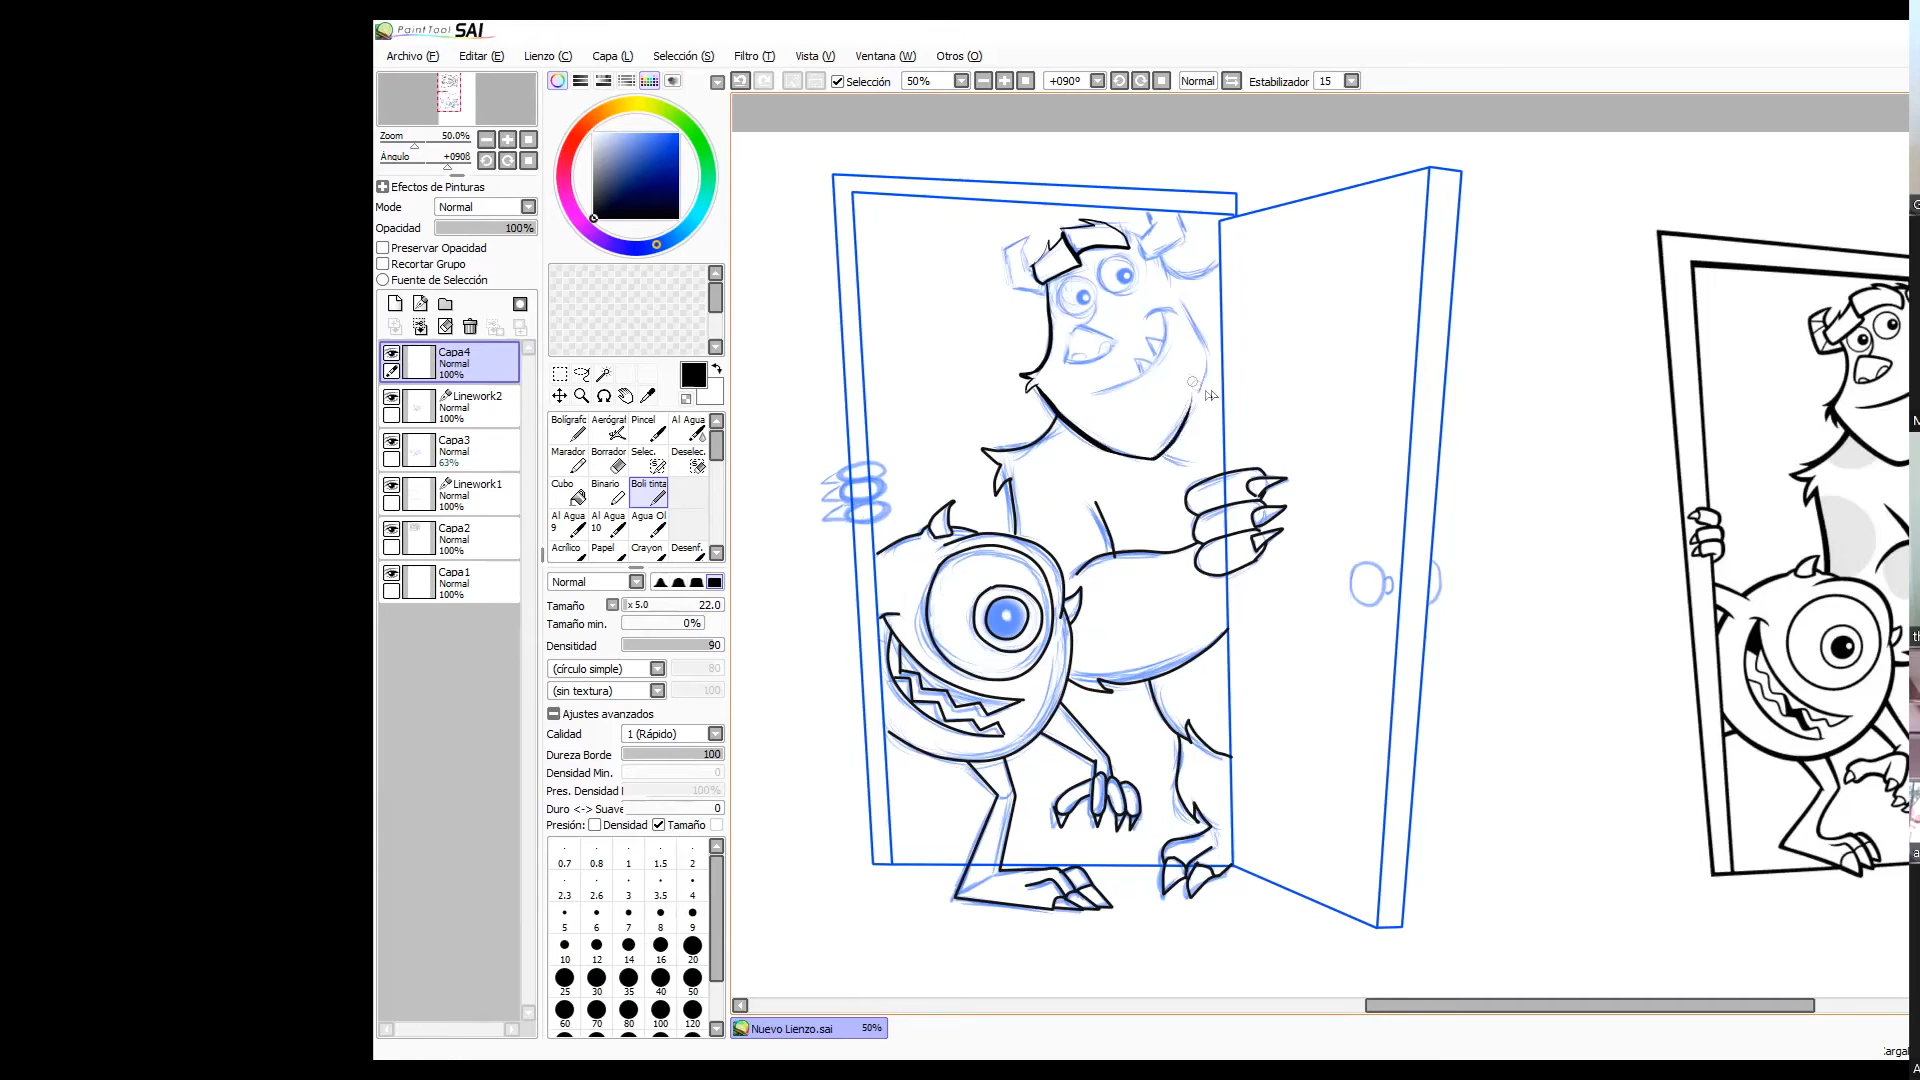 PaintTool SAI
Archivo (F) Editar (E) Lienzo (C) Capa (L) Selección (S) Filtro (T) Vista (V) Ventana (W) Otros (O)
Selección 50% +090º Normal Estabilizador 15
Zoom 50.0%
Ángulo +090ß
Efectos de Pinturas
Mode Normal
Opacidad 100%
Preservar Opacidad
Recortar Grupo
Fuente de Selección
Capa4
Normal
100%
Linework2
Normal
100%
Capa3
Normal
63%
Linework1
Normal
100%
Capa2
Normal
100%
Capa1
Normal
100%
Bolígrafc Aerógraf Pincel Al Agua
Marador Borrador Selec. Deselec.
Cubo Binario Boli tinta
Al Agua Al Agua Agua Ol
9 10
Acrílico Papel Crayon Desenf.
Normal
Tamaño x 5.0 22.0
Tamaño min. 0%
Densitidad 90
(círculo simple) 80
(sin textura) 100
Ajustes avanzados
Calidad 1 (Rápido)
Dureza Borde 100
Densidad Min. 0
Pres. Densidad 100%
Duro <-> Suave 0
Presión: Densidad Tamaño
0.7 0.8 1 1.5 2
2.3 2.6 3 3.5 4
5 6 7 8 9
10 12 14 16 20
25 30 35 40 50
60 70 80 100 120
Nuevo Lienzo.sai 50%